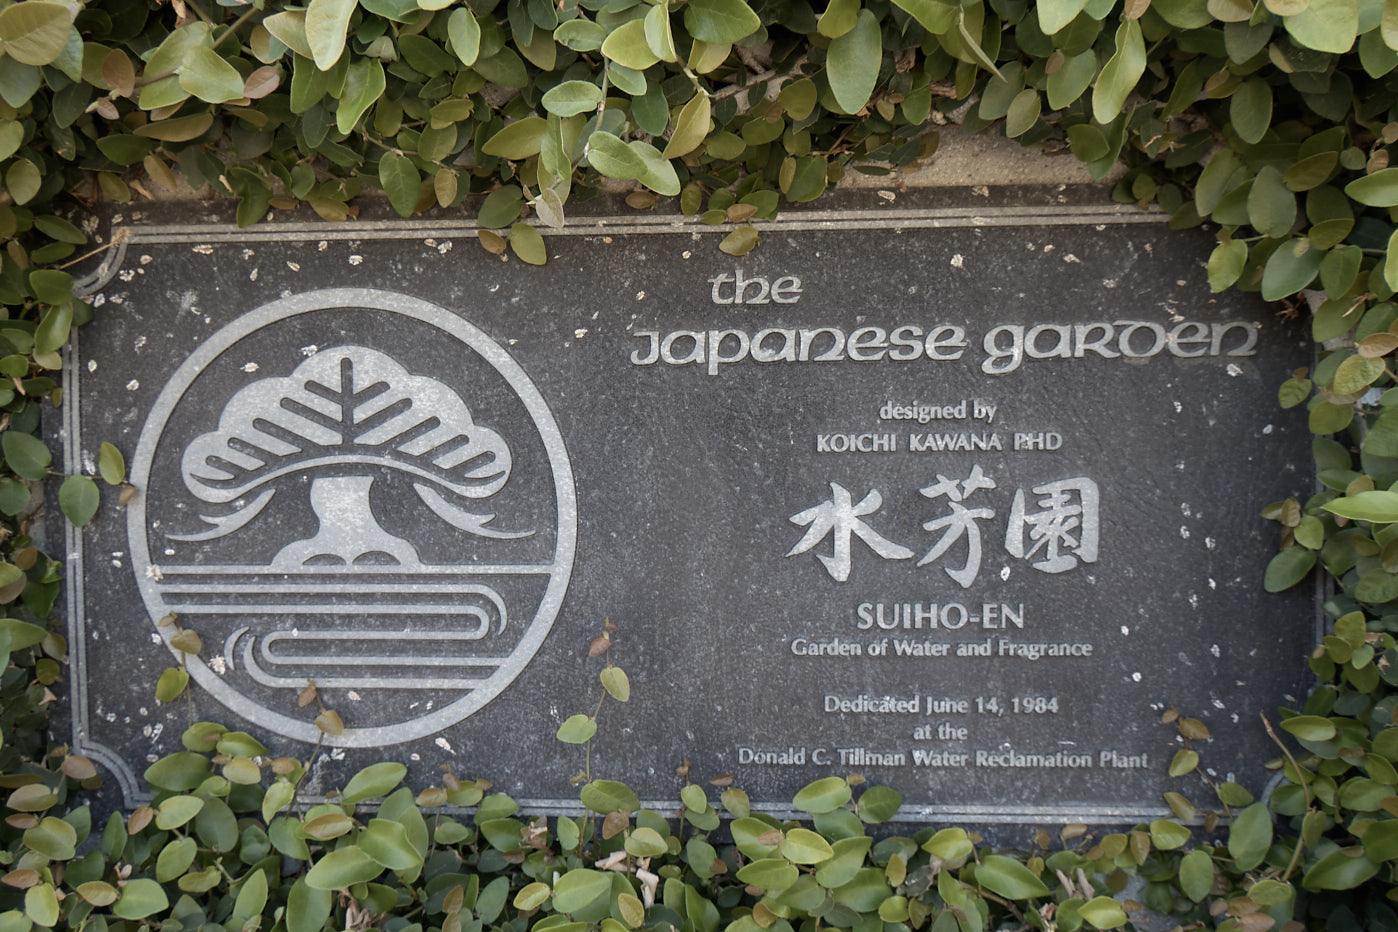 the
Japanese garden
designed by
KOICHI KAWANA PHD
水芳園
SUIHO-EN
Garden of Water and Fragrance
Dedicated June 14, 1984
at the
Donald C. Tillman Water Reclamation Plant